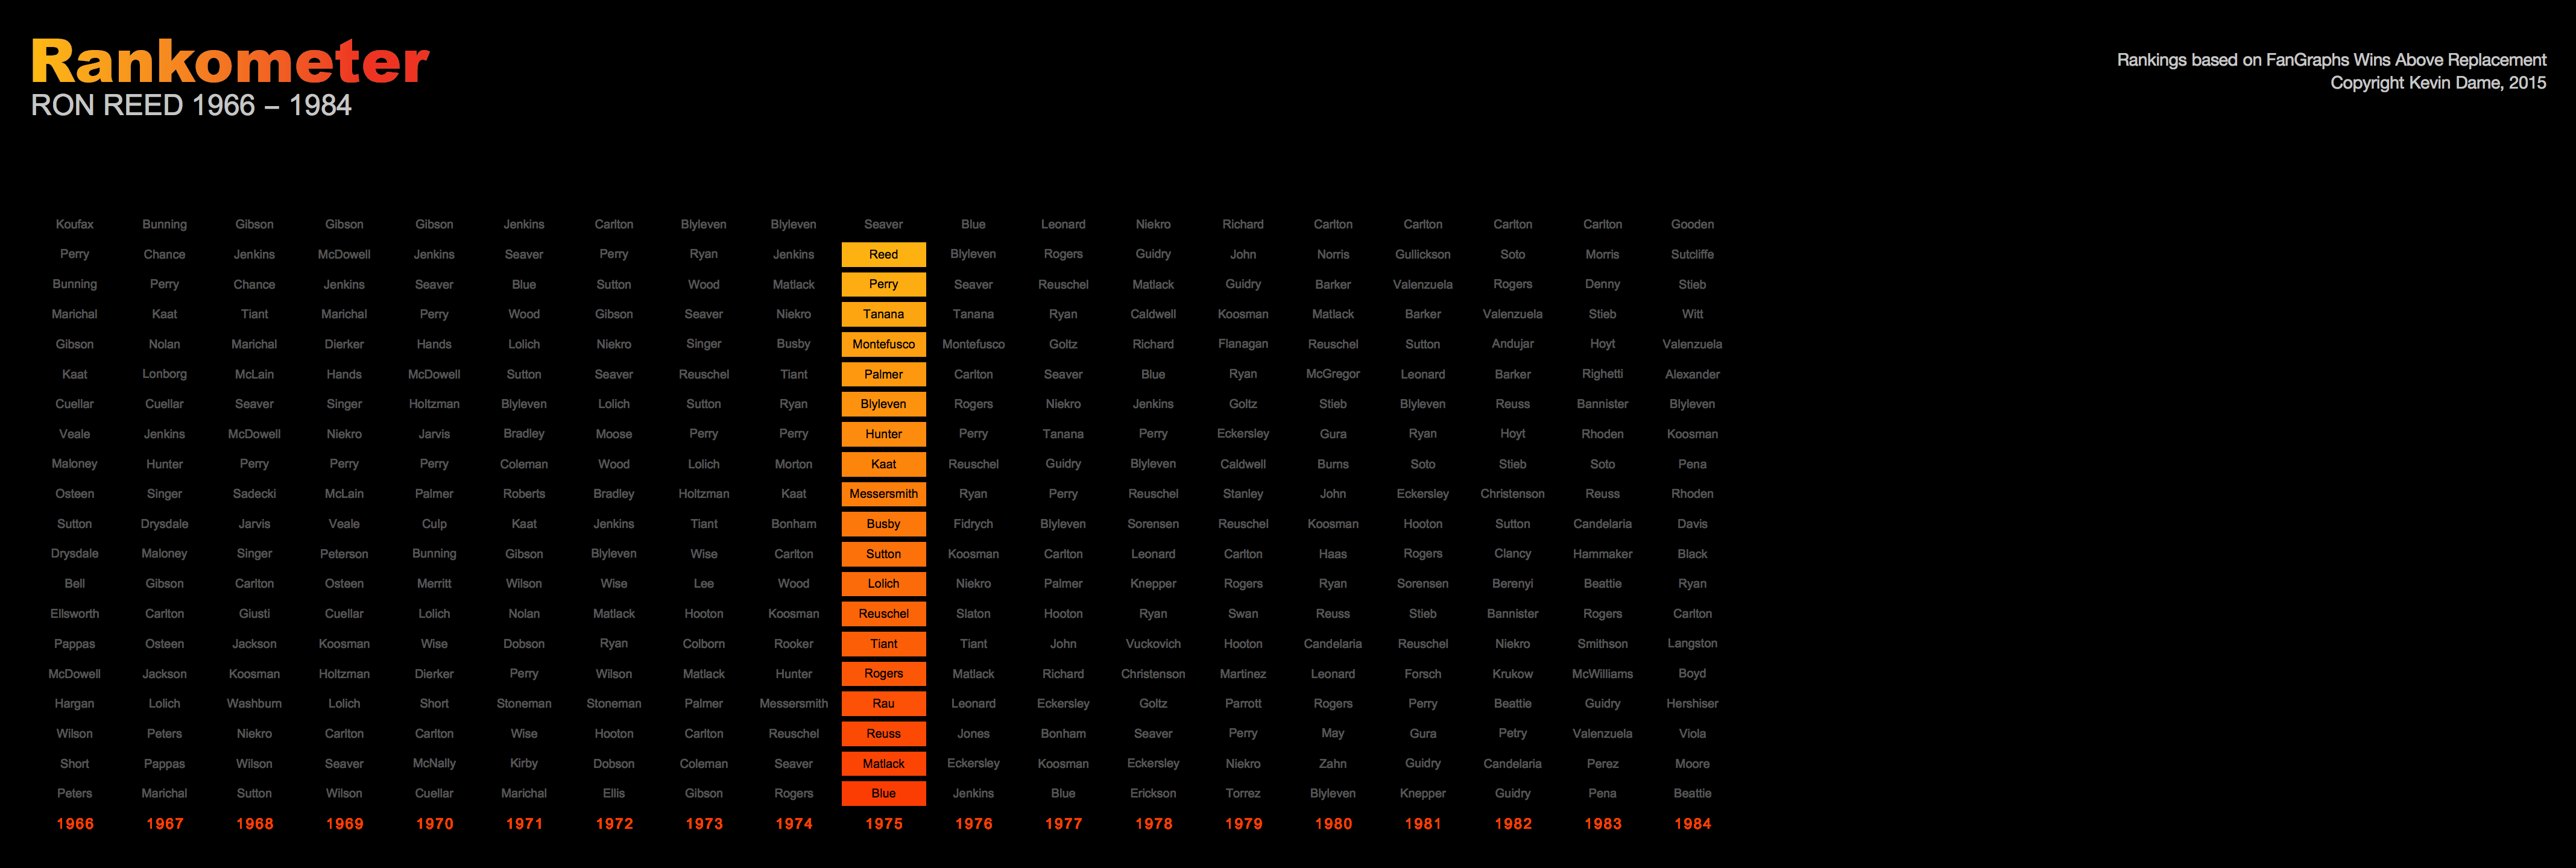 Rankometer
RON REED 1966 – 1984
Rankings based on FanGraphs Wins Above Replacement
Copyright Kevin Dame, 2015
Koufax Bunning Gibson Gibson Gibson Jenkins Carlton Blyleven Blyleven Seaver Blue Leonard Niekro Richard Carlton Carlton Carlton Carlton Gooden
Perry Chance Jenkins McDowell Jenkins Seaver Perry Ryan Jenkins Reed Blyleven Rogers Guidry John Norris Gullickson Soto Morris Sutcliffe
Bunning Perry Chance Jenkins Seaver Blue Sutton Wood Matlack Perry Seaver Reuschel Matlack Guidry Barker Valenzuela Rogers Denny Stieb
Marichal Kaat Tiant Marichal Perry Wood Gibson Seaver Niekro Tanana Tanana Ryan Caldwell Koosman Matlack Barker Valenzuela Stieb Witt
Gibson Nolan Marichal Dierker Hands Lolich Niekro Singer Busby Montefusco Montefusco Goltz Richard Flanagan Reuschel Sutton Andujar Hoyt Valenzuela
Kaat Lonborg McLain Hands McDowell Sutton Seaver Reuschel Tiant Palmer Carlton Seaver Blue Ryan McGregor Leonard Barker Righetti Alexander
Cuellar Cuellar Seaver Singer Holtzman Blyleven Lolich Sutton Ryan Blyleven Rogers Niekro Jenkins Goltz Stieb Blyleven Reuss Bannister Blyleven
Veale Jenkins McDowell Niekro Jarvis Bradley Moose Perry Perry Hunter Perry Tanana Perry Eckersley Gura Ryan Hoyt Rhoden Koosman
Maloney Hunter Perry Perry Perry Coleman Wood Lolich Morton Kaat Reuschel Guidry Blyleven Caldwell Burns Soto Stieb Soto Pena
Osteen Singer Sadecki McLain Palmer Roberts Bradley Holtzman Kaat Messersmith Ryan Perry Reuschel Stanley John Eckersley Christenson Reuss Rhoden
Sutton Drysdale Jarvis Veale Culp Kaat Jenkins Tiant Bonham Busby Fidrych Blyleven Sorensen Reuschel Koosman Hooton Sutton Candelaria Davis
Drysdale Maloney Singer Peterson Bunning Gibson Blyleven Wise Carlton Sutton Koosman Carlton Leonard Carlton Haas Rogers Clancy Hammaker Black
Bell Gibson Carlton Osteen Merritt Wilson Wise Lee Wood Lolich Niekro Palmer Knepper Rogers Ryan Sorensen Berenyi Beattie Ryan
Ellsworth Carlton Giusti Cuellar Lolich Nolan Matlack Hooton Koosman Reuschel Slaton Hooton Ryan Swan Reuss Stieb Bannister Rogers Carlton
Pappas Osteen Jackson Koosman Wise Dobson Ryan Colborn Rooker Tiant Tiant John Vuckovich Hooton Candelaria Reuschel Niekro Smithson Langston
McDowell Jackson Koosman Holtzman Dierker Perry Wilson Matlack Hunter Rogers Matlack Richard Christenson Martinez Leonard Forsch Krukow McWilliams Boyd
Hargan Lolich Washburn Lolich Short Stoneman Stoneman Palmer Messersmith Rau Leonard Eckersley Goltz Parrott Rogers Perry Beattie Guidry Hershiser
Wilson Peters Niekro Carlton Carlton Wise Hooton Carlton Reuschel Reuss Jones Bonham Seaver Perry May Gura Petry Valenzuela Viola
Short Pappas Wilson Seaver McNally Kirby Dobson Coleman Seaver Matlack Eckersley Koosman Eckersley Niekro Zahn Guidry Candelaria Perez Moore
Peters Marichal Sutton Wilson Cuellar Marichal Ellis Gibson Rogers Blue Jenkins Blue Erickson Torrez Blyleven Knepper Guidry Pena Beattie
1966 1967 1968 1969 1970 1971 1972 1973 1974 1975 1976 1977 1978 1979 1980 1981 1982 1983 1984